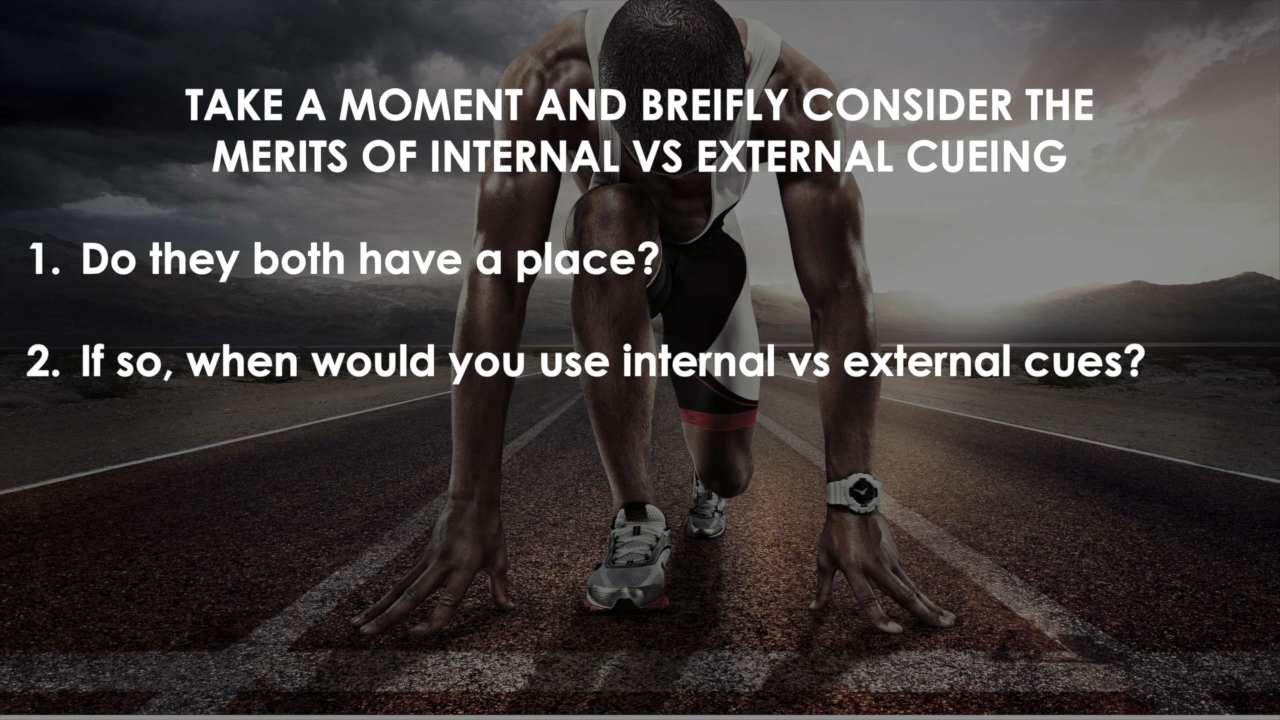 TAKE A MOMENT AND BREIFLY CONSIDER THE
MERITS OF INTERNAL VS EXTERNAL CUEING
1. Do they both have a place?
2. If so, when would you use internal vs external cues?